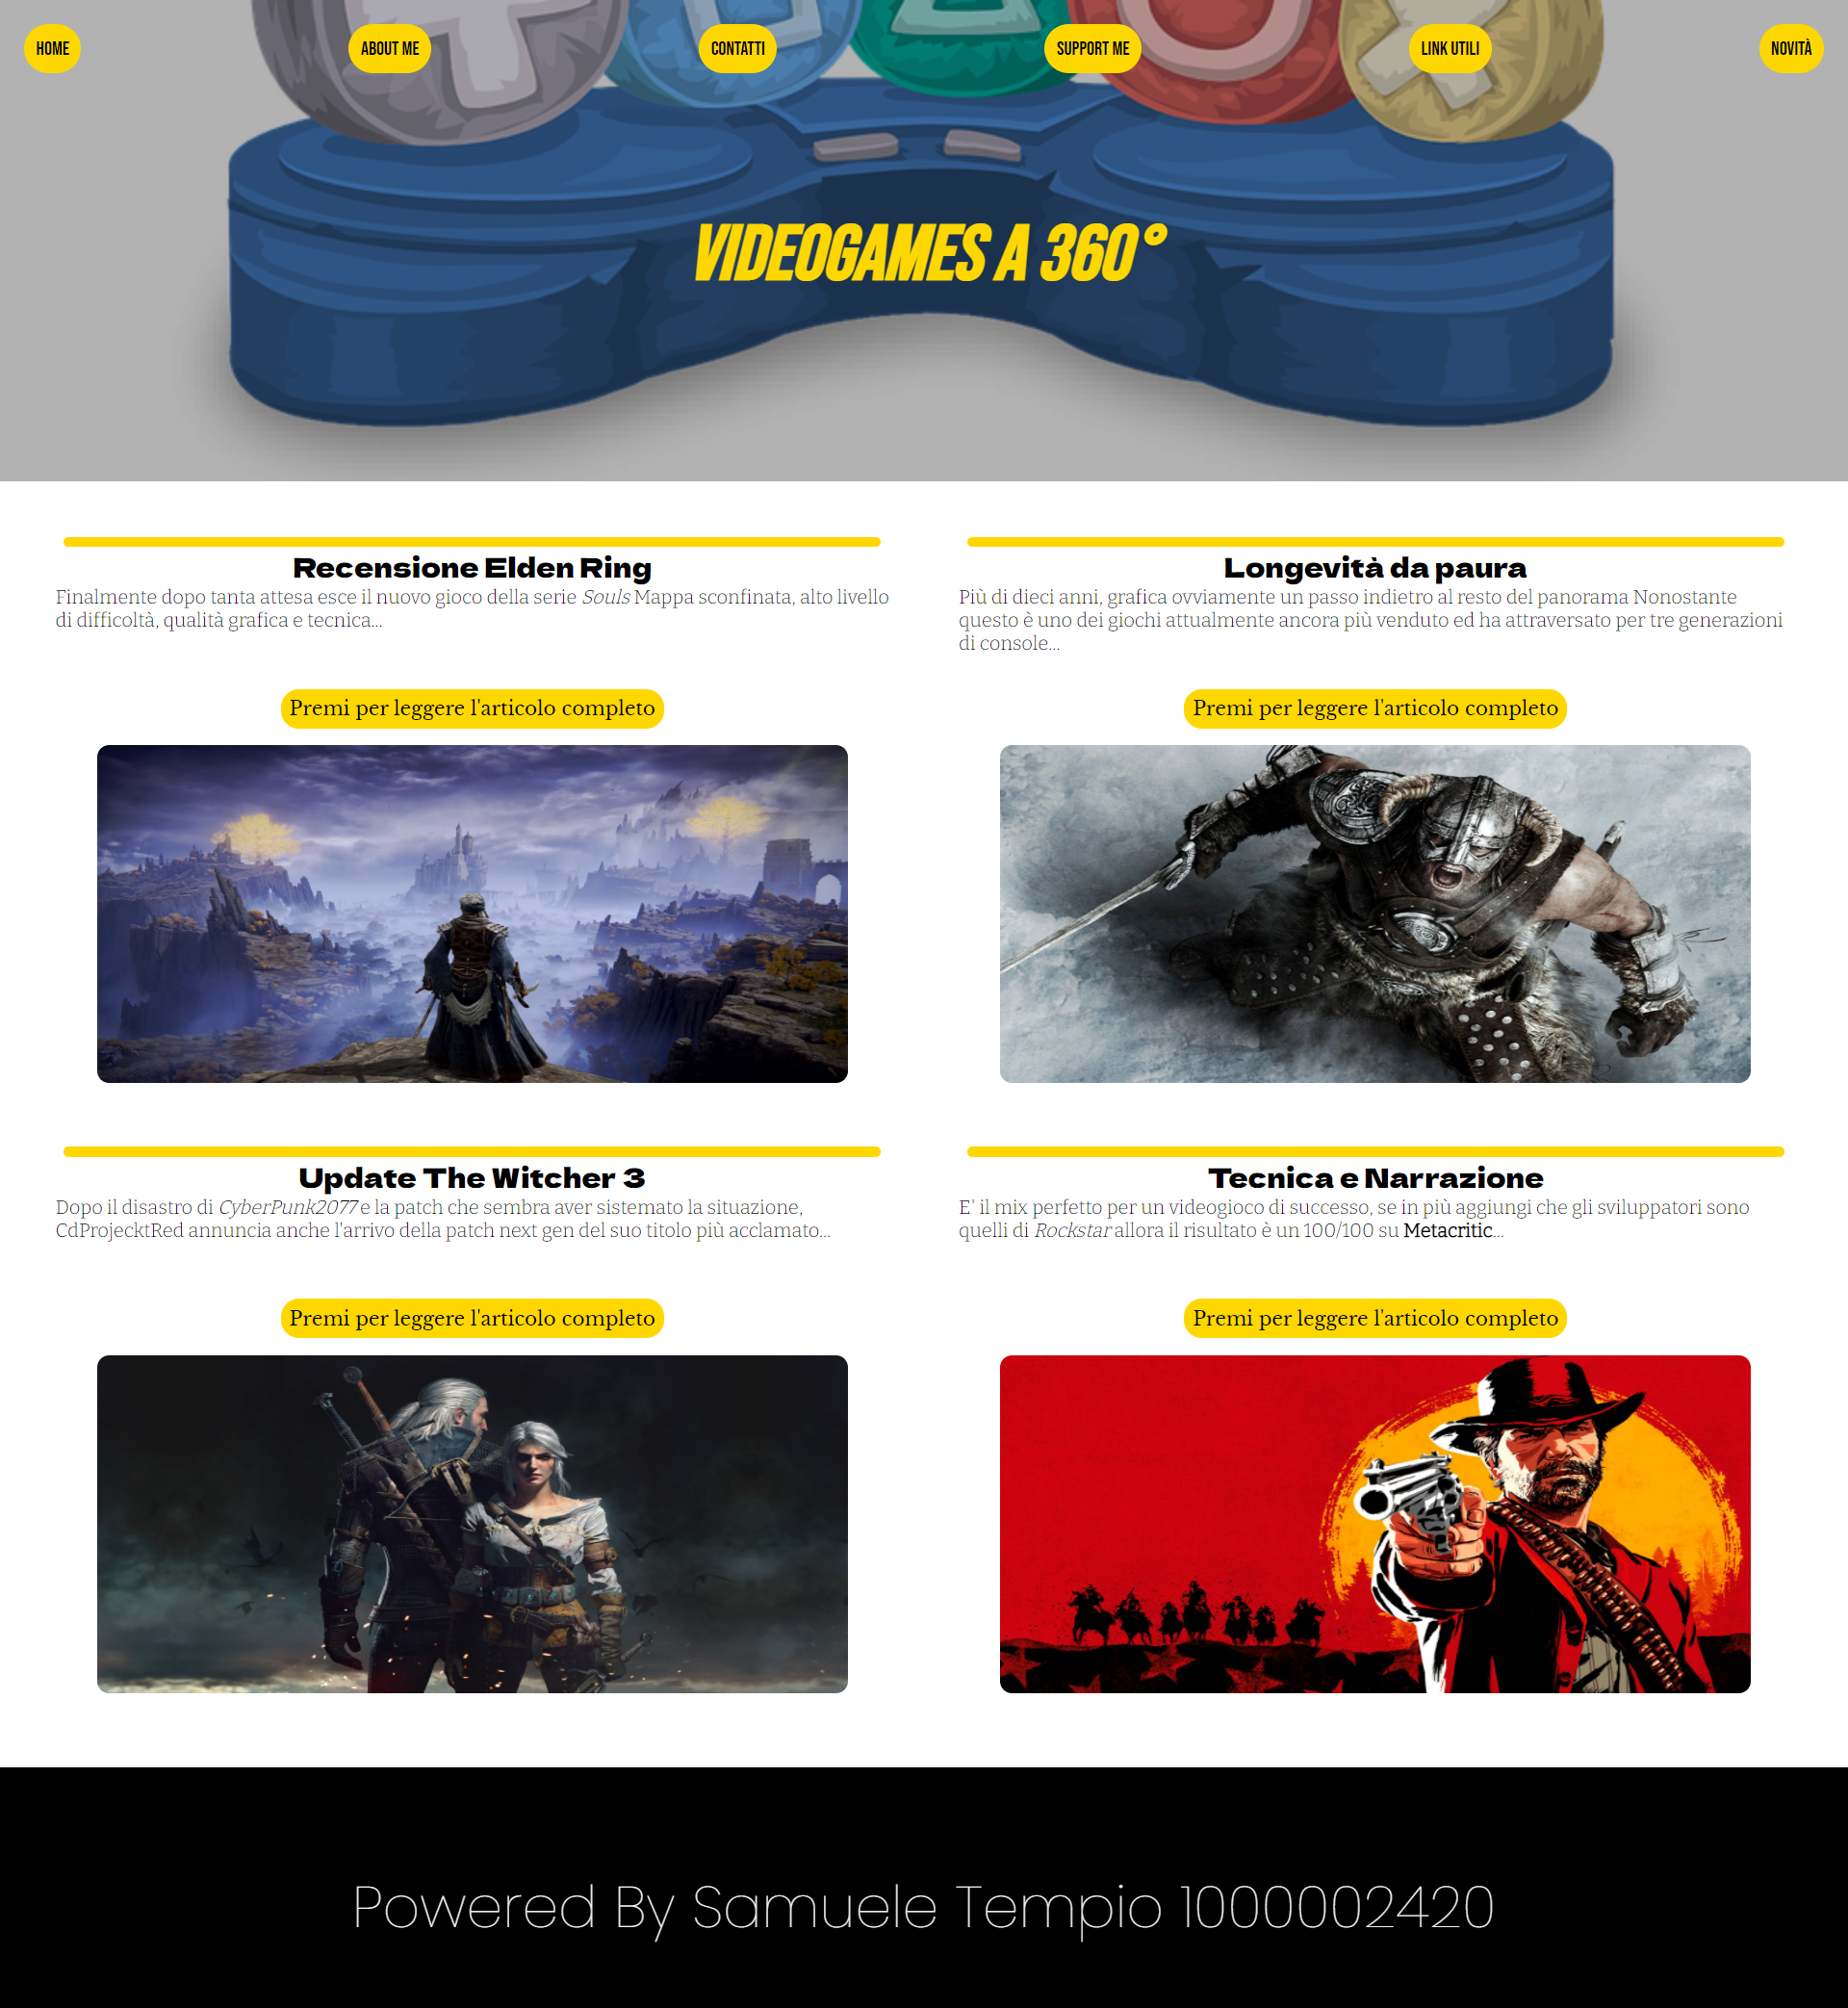 HOME
ABOUT ME
CONTATTI
SUPPORT ME
LINK UTILI
NOVITÀ
VIDEOGAMES A 360°
Recensione Elden Ring
Finalmente dopo tanta attesa esce il nuovo gioco della serie Souls Mappa sconfinata, alto livello
di difficoltà, qualità grafica e tecnica...
Premi per leggere l'articolo completo
Longevità da paura
Più di dieci anni, grafica ovviamente un passo indietro al resto del panorama Nonostante
questo è uno dei giochi attualmente ancora più venduto ed ha attraversato per tre generazioni
di console...
Premi per leggere l'articolo completo
Update The Witcher 3
Dopo il disastro di CyberPunk2077 e la patch che sembra aver sistemato la situazione,
CdProjecktRed annuncia anche l'arrivo della patch next gen del suo titolo più acclamato...
Premi per leggere l'articolo completo
Tecnica e Narrazione
E' il mix perfetto per un videogioco di successo, se in più aggiungi che gli sviluppatori sono
quelli di Rockstar allora il risultato è un 100/100 su Metacritic...
Premi per leggere l'articolo completo
Powered By Samuele Tempio 1000002420